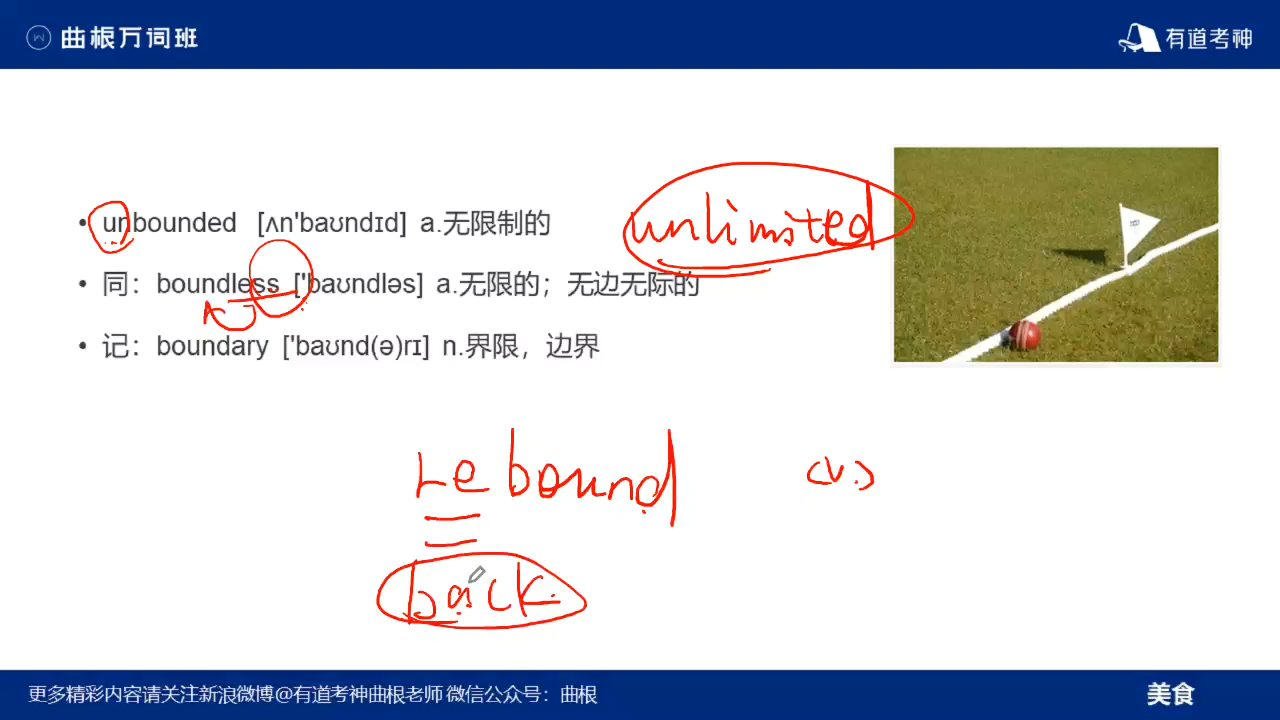 曲根万词班
有道考神
• unbounded [ʌn'baʊndɪd] a.无限制的
unlimited
• 同：boundless ['baʊndləs] a.无限的；无边无际的
• 记：boundary ['baʊnd(ə)rɪ] n.界限，边界
rebound (v.)
back
更多精彩内容请关注新浪微博@有道考神曲根老师 微信公众号：曲根
美食